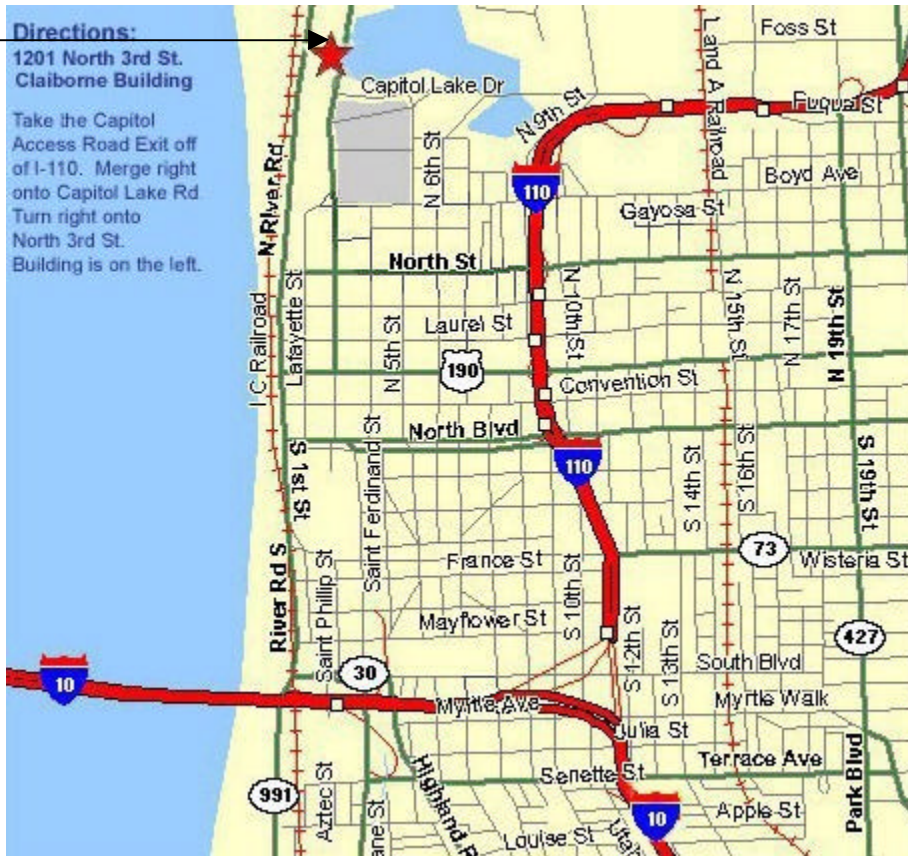 Directions:
1201 North 3rd St.
Claiborne Building
Take the Capitol
Access Road Exit off
of I-110. Merge right
onto Capitol Lake Rd
Turn right onto
North 3rd St.
Building is on the left.
Foss St
Capitol Lake Dr
Land A Railroad
N 9th St
Fuqua St
N River Rd
N 6th St
110
Boyd Ave
Gayosa St
North St
I C Railroad
Lafayette St
N 5th St
Laurel St
N 10th St
N 15th St
N 17th St
N 19th St
190
Convention St
North Blvd
S 1st St
Saint Ferdinand St
110
S 14th St
S 16th St
S 19th St
73
Wisteria St
France St
River Rd S
Saint Phillip St
S 10th St
Mayflower St
S 12th St
S 13th St
427
30
South Blvd
10
Myrtle Ave
Myrtle Walk
Julia St
Terrace Ave
Senette St
Park Blvd
991
Aztec St
Highland R
10
Apple St
Louise St